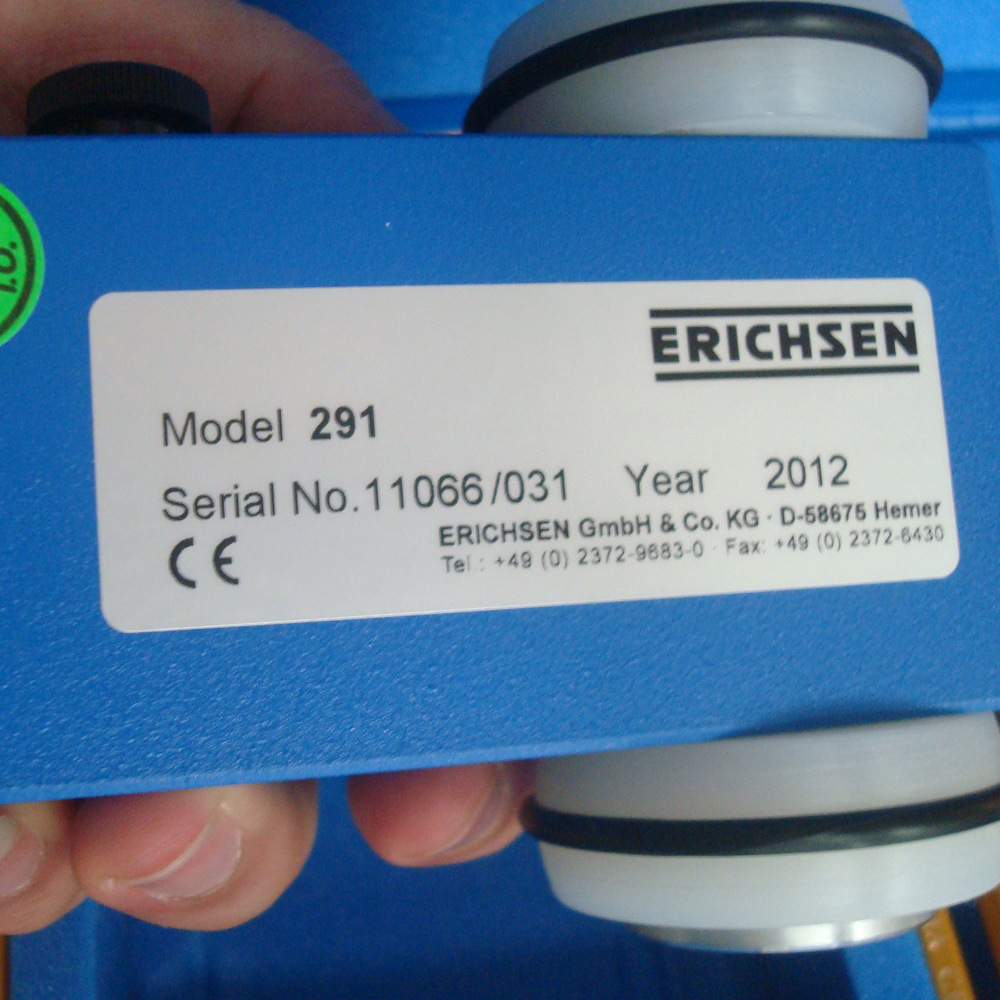 I.O.
ERICHSEN
Model 291
Serial No. 11066/031 Year 2012
ERICHSEN GmbH & Co. KG · D-58675 Hemer
CE Tel.: +49 (0) 2372-9683-0 · Fax: +49 (0) 2372-6430